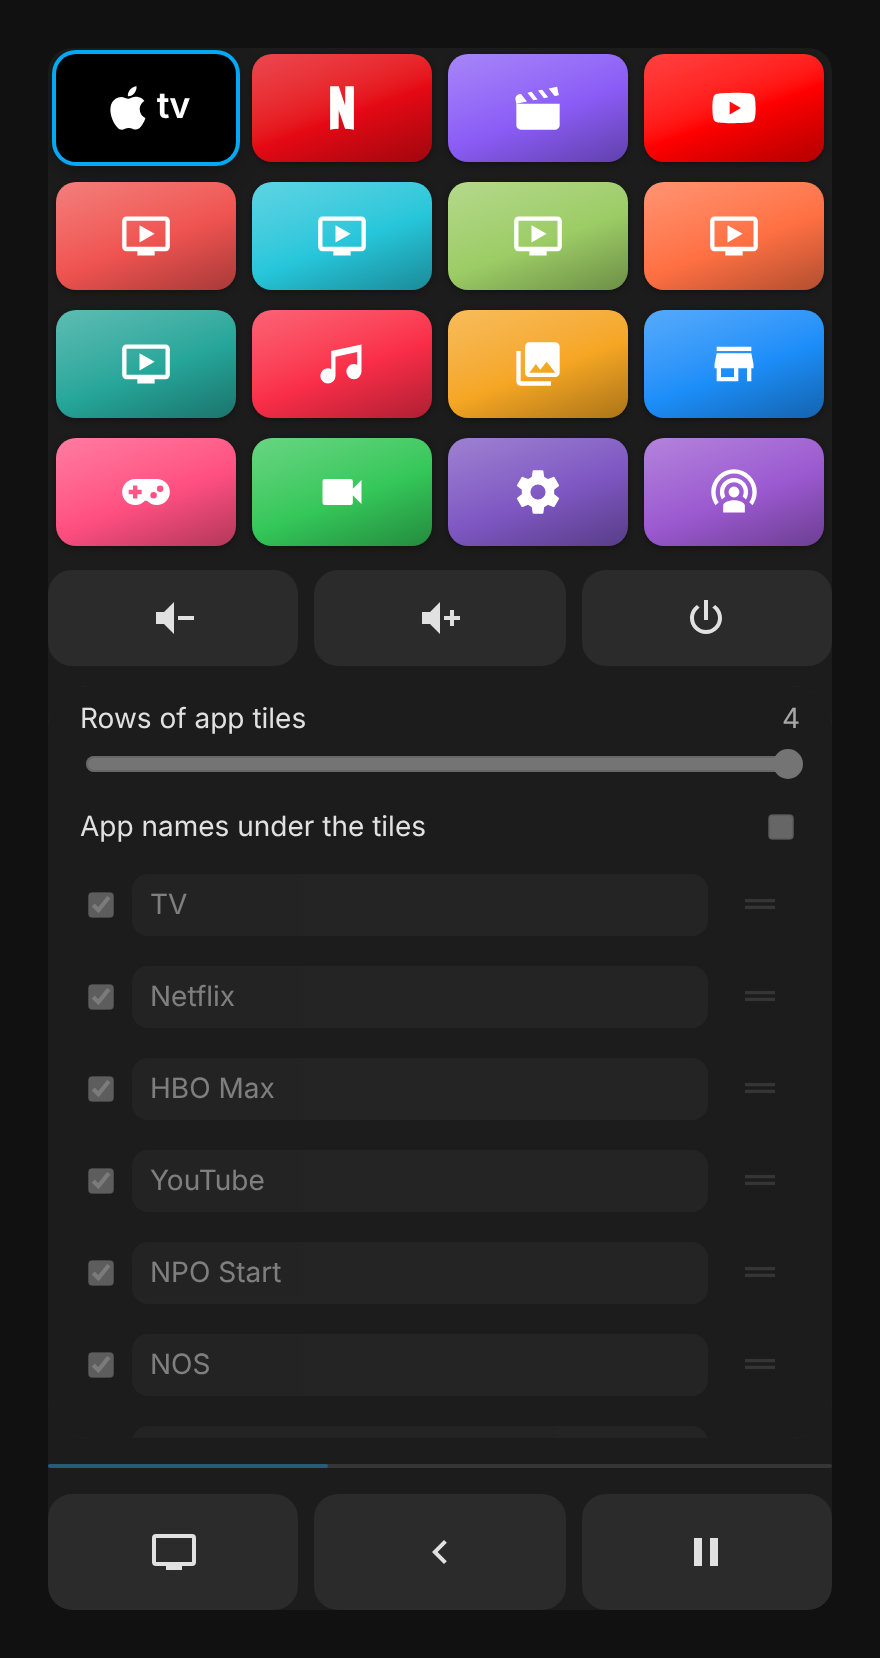 tv
N
Rows of app tiles 4
App names under the tiles
TV
Netflix
HBO Max
YouTube
NPO Start
NOS